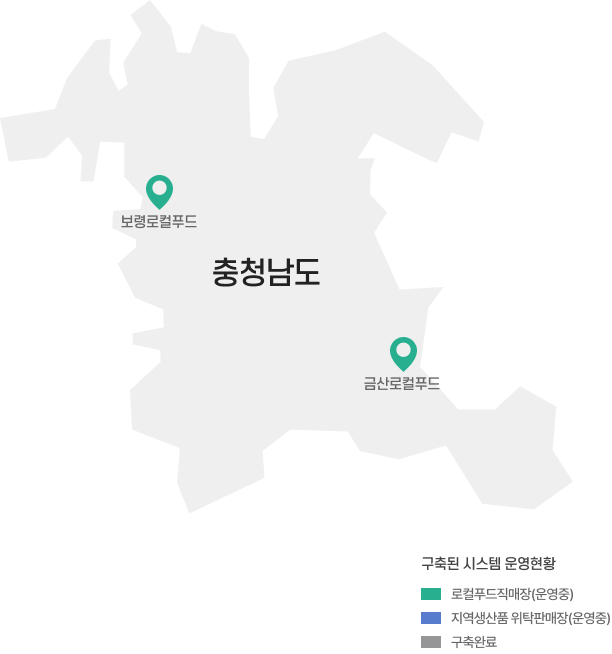 보령로컬푸드
충청남도
금산로컬푸드
구축된 시스템 운영현황
로컬푸드직매장(운영중)
지역생산품 위탁판매장(운영중)
구축완료